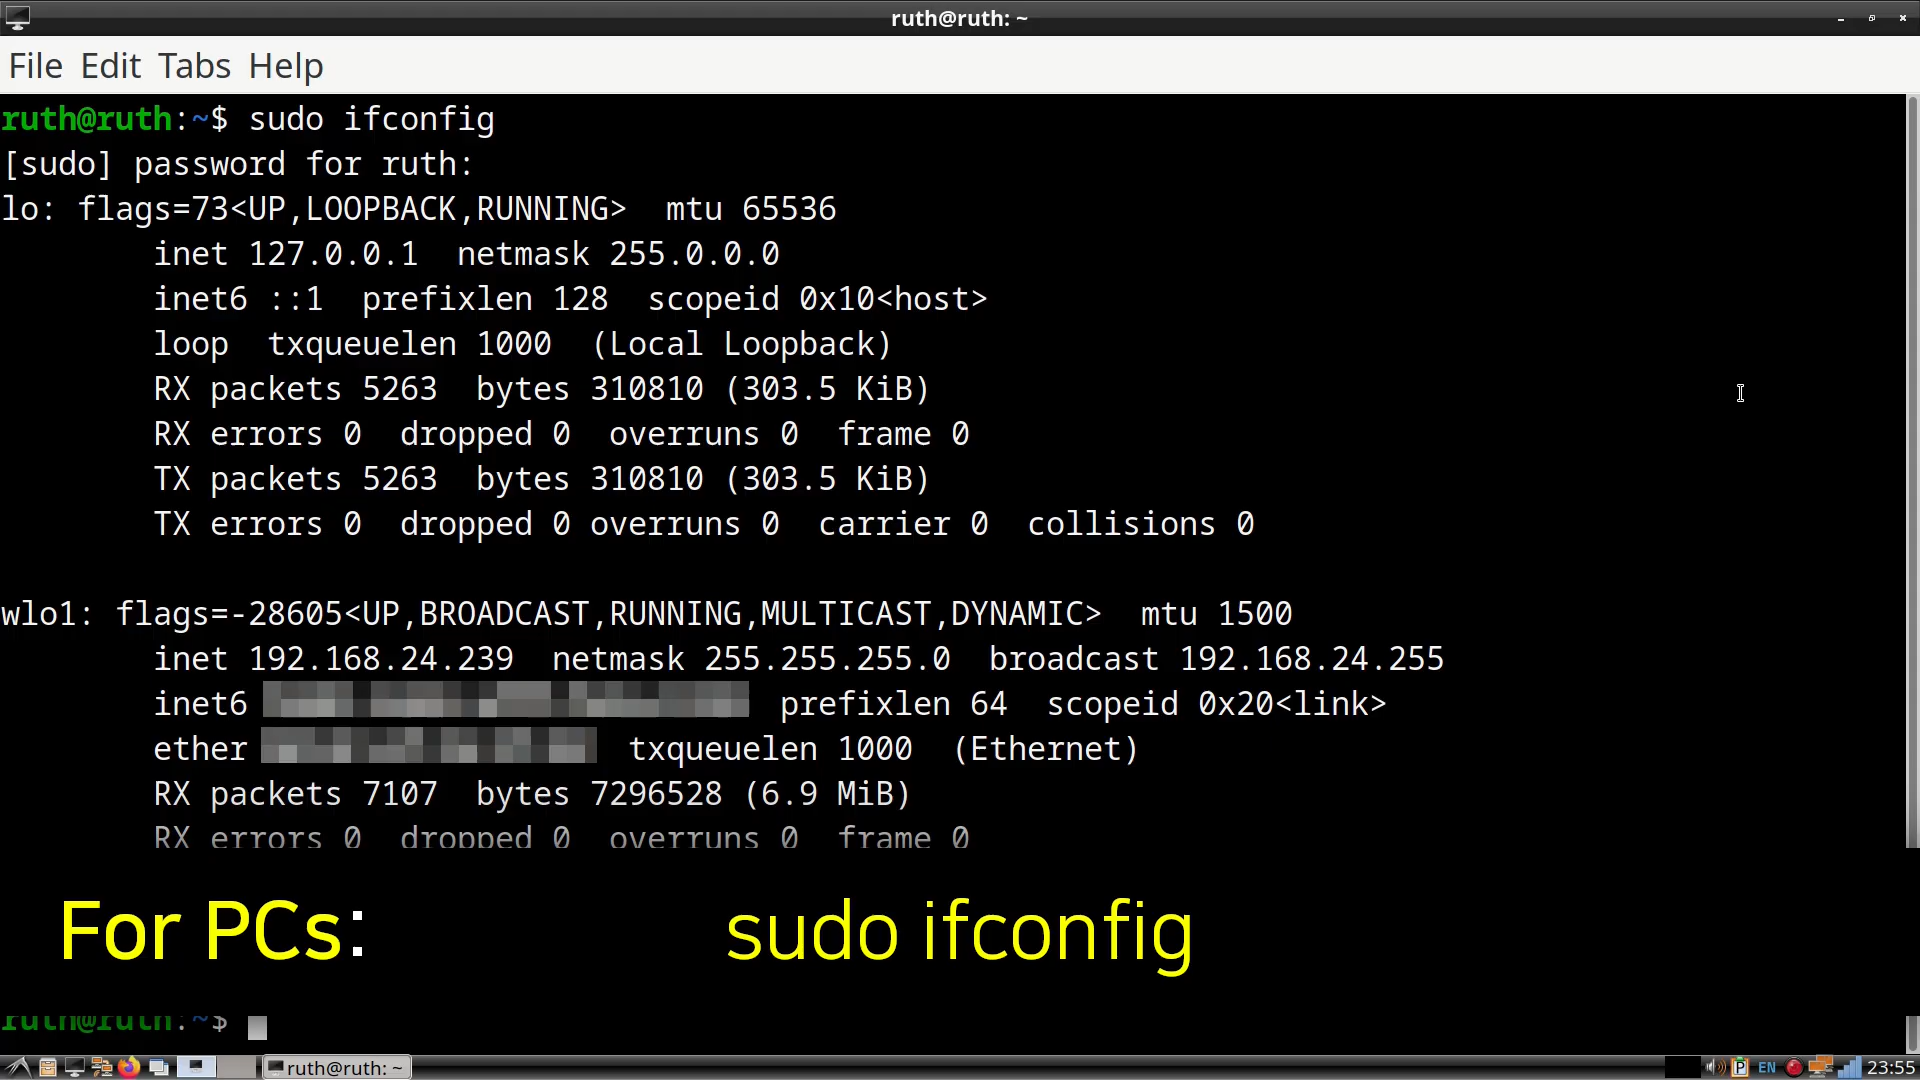 ruth@ruth: ~
File Edit Tabs Help
ruth@ruth:~$ sudo ifconfig
[sudo] password for ruth:
lo: flags=73<UP,LOOPBACK,RUNNING>  mtu 65536
        inet 127.0.0.1  netmask 255.0.0.0
        inet6 ::1  prefixlen 128  scopeid 0x10<host>
        loop  txqueuelen 1000  (Local Loopback)
        RX packets 5263  bytes 310810 (303.5 KiB)
        RX errors 0  dropped 0  overruns 0  frame 0
        TX packets 5263  bytes 310810 (303.5 KiB)
        TX errors 0  dropped 0 overruns 0  carrier 0  collisions 0
wlo1: flags=-28605<UP,BROADCAST,RUNNING,MULTICAST,DYNAMIC>  mtu 1500
        inet 192.168.24.239  netmask 255.255.255.0  broadcast 192.168.24.255
        inet6  prefixlen 64  scopeid 0x20<link>
        ether  txqueuelen 1000  (Ethernet)
        RX packets 7107  bytes 7296528 (6.9 MiB)
        RX errors 0  dropped 0  overruns 0  frame 0
For PCs: sudo ifconfig
ruth@ruth:~$
ruth@ruth: ~ P EN 23:55